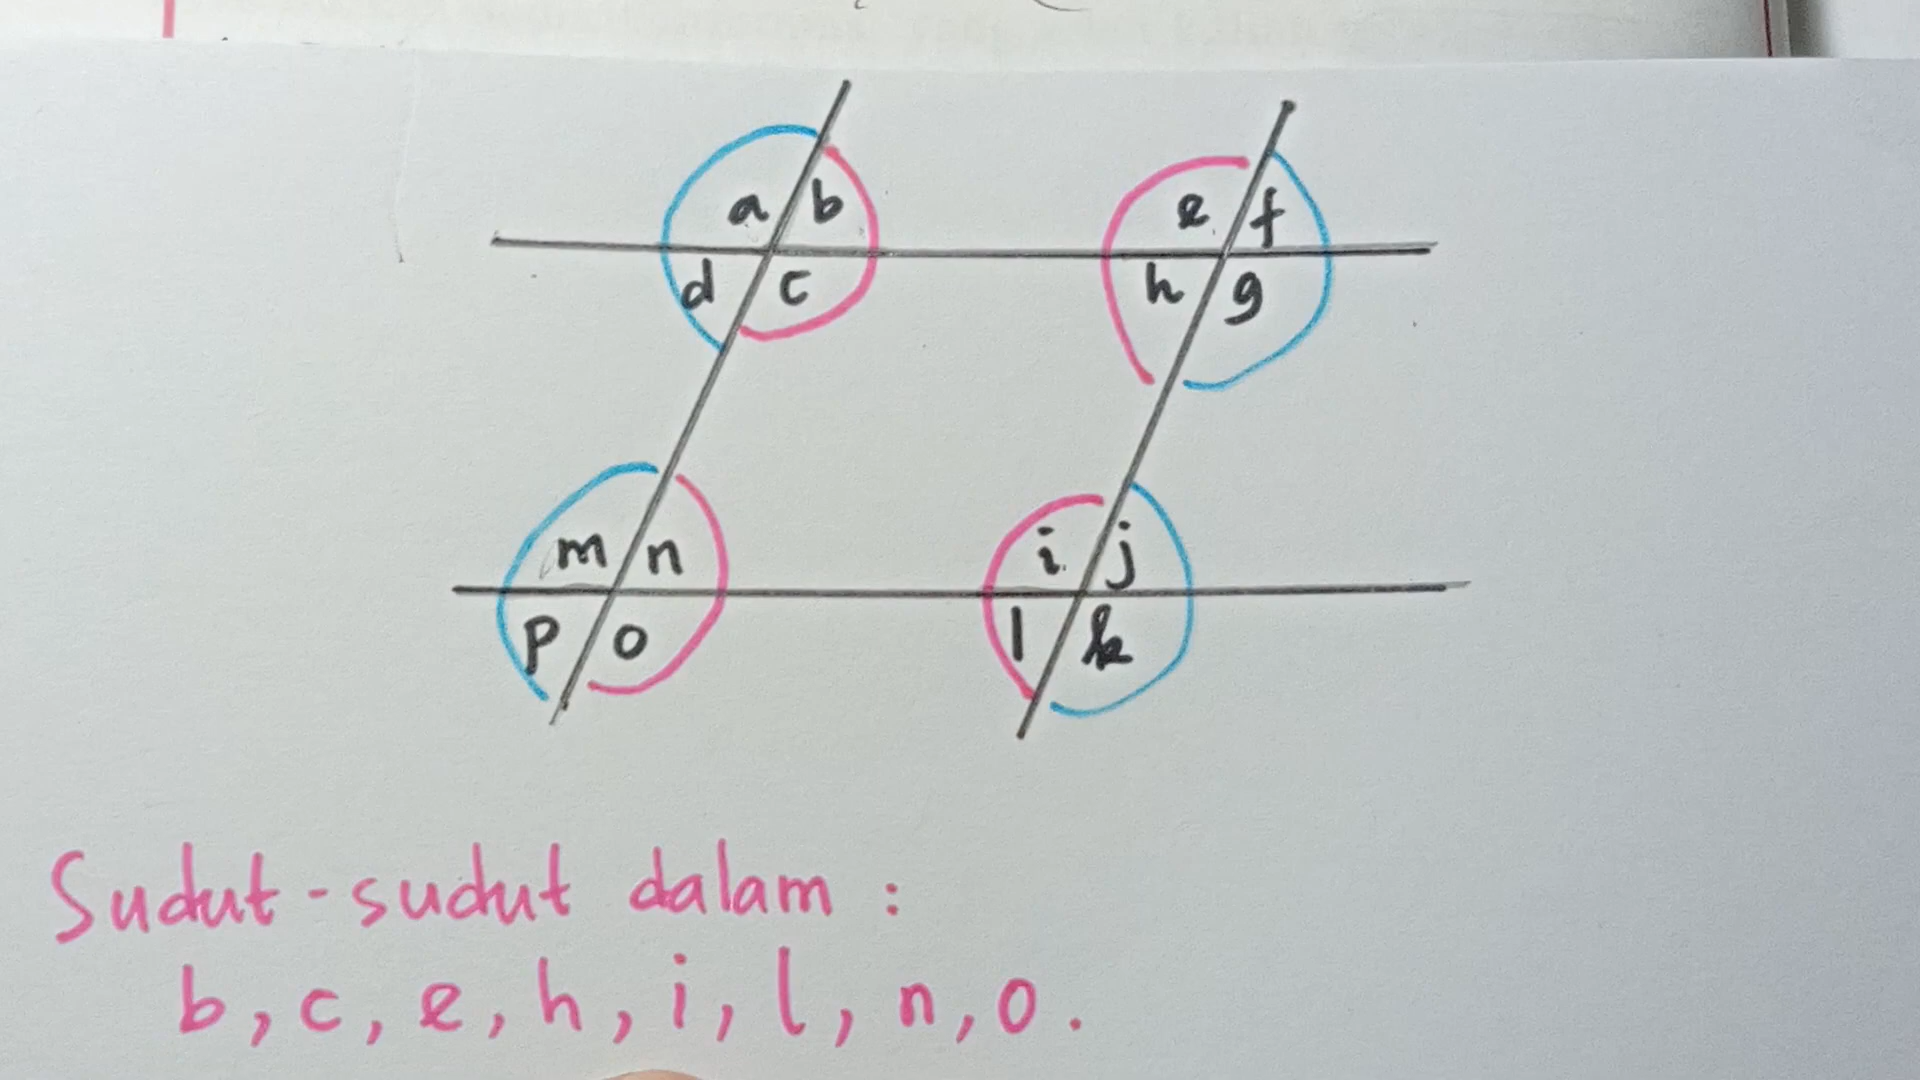 a b e f
d c h g
m n i j
p o l k
Sudut-sudut dalam :
b, c, e, h, i, l, n, o.